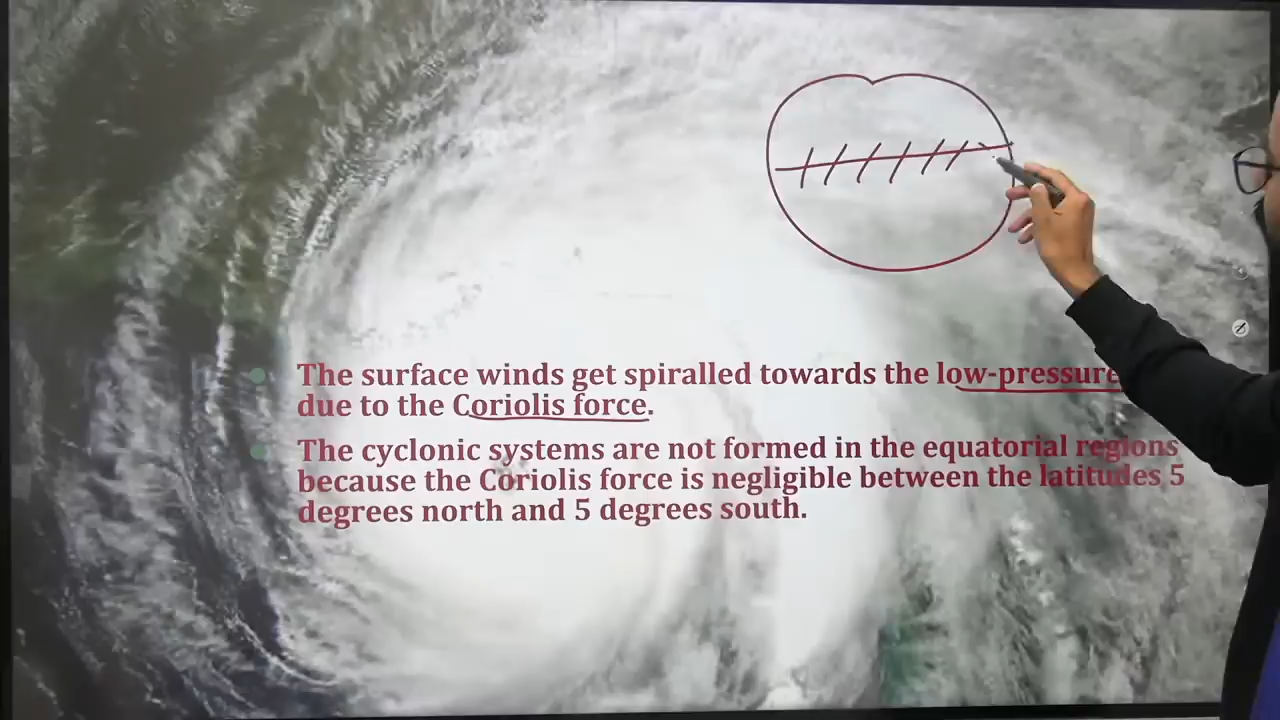 The surface winds get spiralled towards the low-pressure
due to the Coriolis force.
The cyclonic systems are not formed in the equatorial regions
because the Coriolis force is negligible between the latitudes 5
degrees north and 5 degrees south.